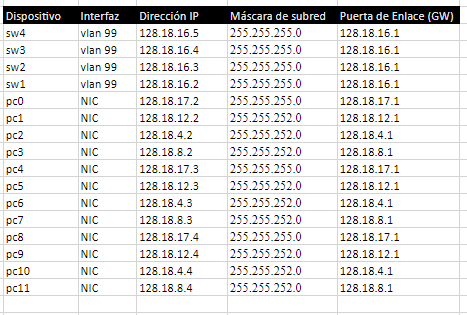 Dispositivo Interfaz Dirección IP Máscara de subred Puerta de Enlace (GW)
sw4 vlan 99 128.18.16.5 255.255.255.0 128.18.16.1
sw3 vlan 99 128.18.16.4 255.255.255.0 128.18.16.1
sw2 vlan 99 128.18.16.3 255.255.255.0 128.18.16.1
sw1 vlan 99 128.18.16.2 255.255.255.0 128.18.16.1
pc0 NIC 128.18.17.2 255.255.255.0 128.18.17.1
pc1 NIC 128.18.12.2 255.255.252.0 128.18.12.1
pc2 NIC 128.18.4.2 255.255.252.0 128.18.4.1
pc3 NIC 128.18.8.2 255.255.252.0 128.18.8.1
pc4 NIC 128.18.17.3 255.255.255.0 128.18.17.1
pc5 NIC 128.18.12.3 255.255.252.0 128.18.12.1
pc6 NIC 128.18.4.3 255.255.252.0 128.18.4.1
pc7 NIC 128.18.8.3 255.255.252.0 128.18.8.1
pc8 NIC 128.18.17.4 255.255.255.0 128.18.17.1
pc9 NIC 128.18.12.4 255.255.252.0 128.18.12.1
pc10 NIC 128.18.4.4 255.255.252.0 128.18.4.1
pc11 NIC 128.18.8.4 255.255.252.0 128.18.8.1